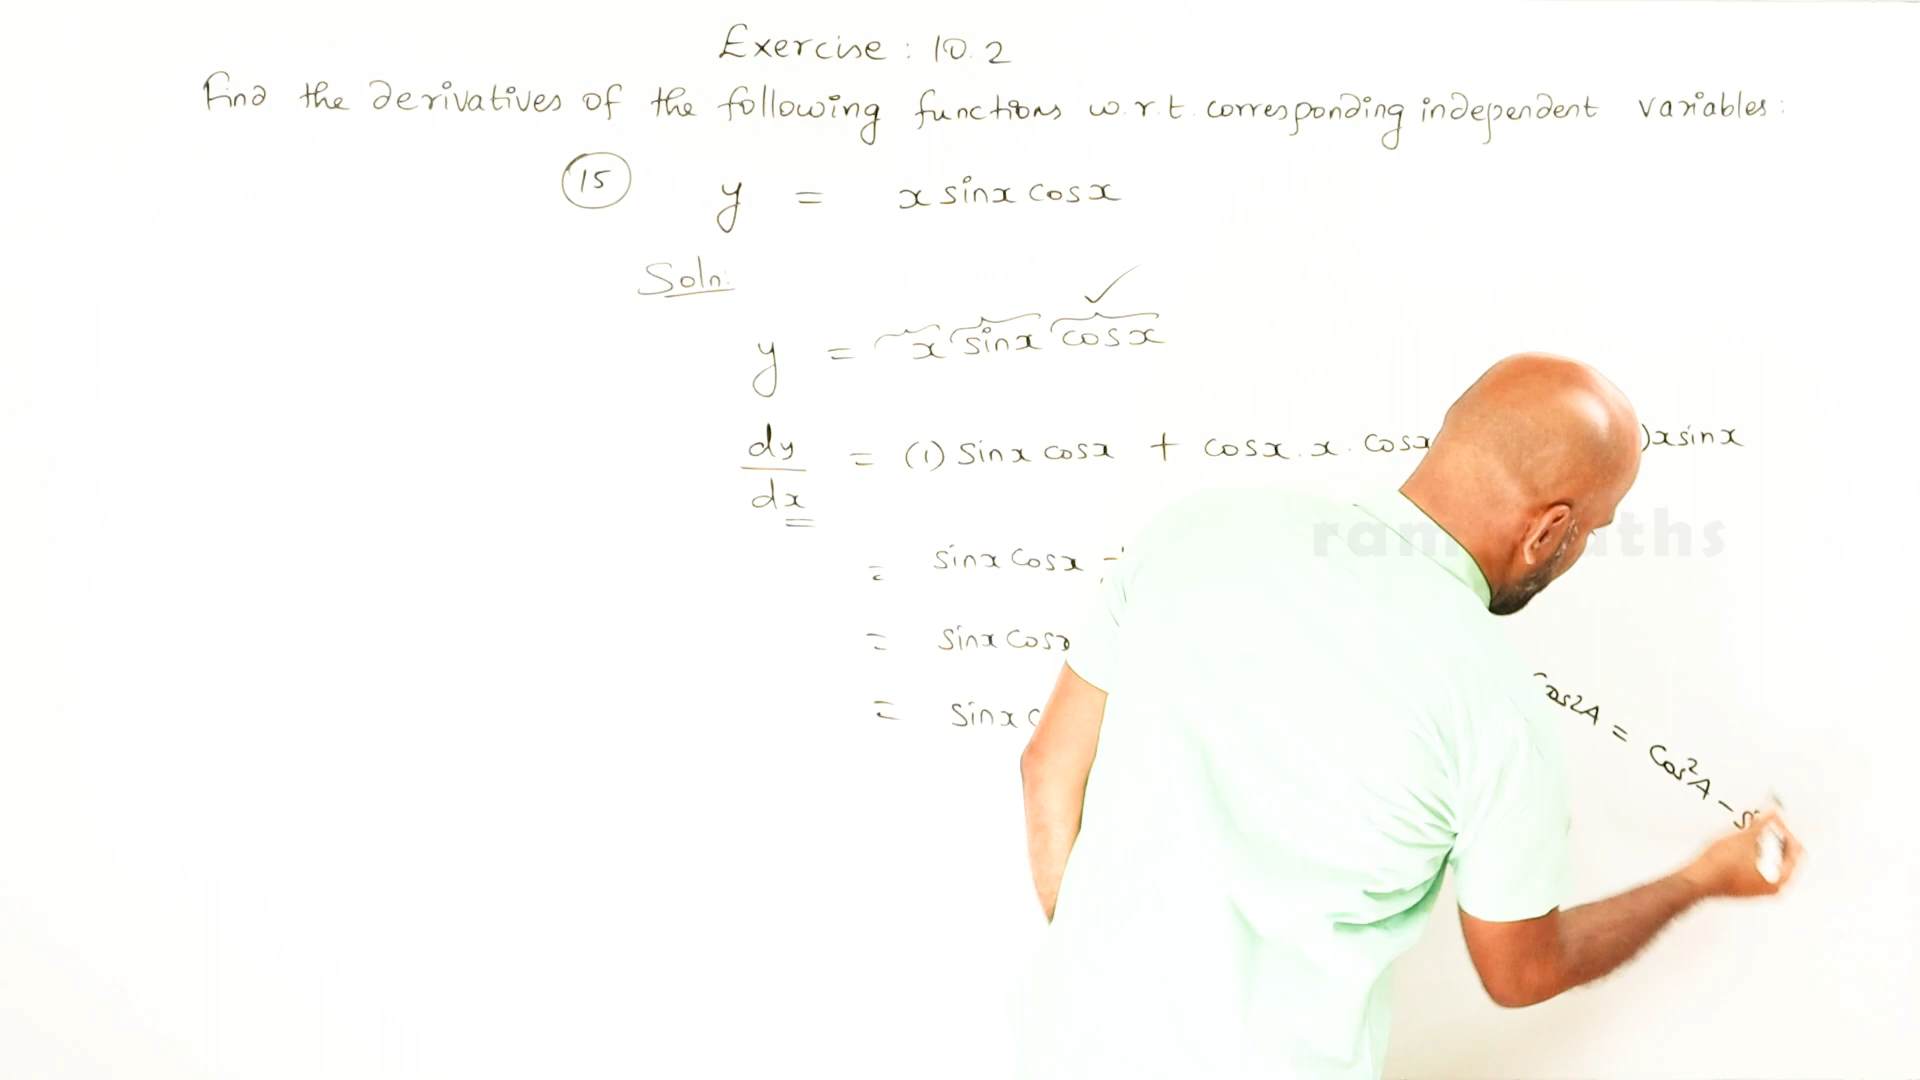 Exercise : 10.2
Find the derivatives of the following functions w.r.t. corresponding independent variables :
15 y = x sinx cosx
Soln:
y = x sinx cosx
dy/dx = (1) sinx cosx + cosx . x . cosx )x sinx
= sinx cosx
= sinx cosx
= sinx
cos2A = cos²A -